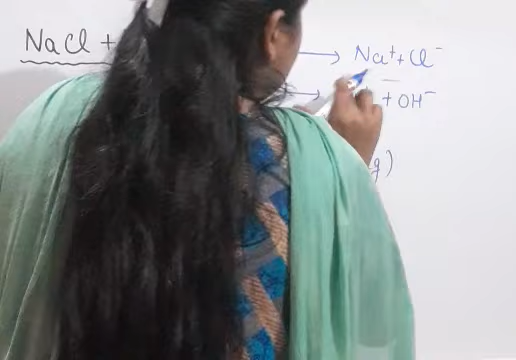 NaCl + → Na⁺ + Cl⁻
→ + OH⁻
g)